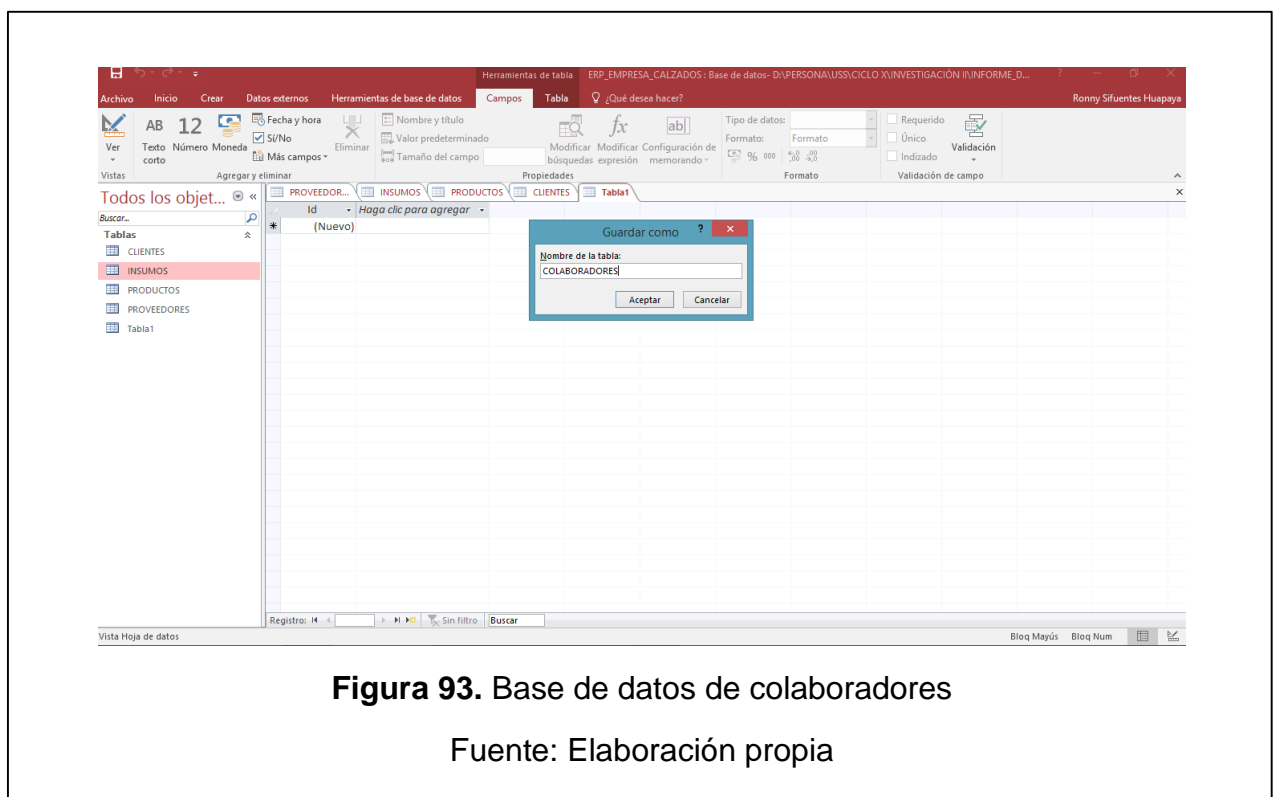 Herramientas de tabla ERP_EMPRESA_CALZADOS : Base de datos- D:\PERSONA\USS\CICLO X\INVESTIGACIÓN II\INFORME_D... ?
Archivo Inicio Crear Datos externos Herramientas de base de datos Campos Tabla ¿Qué desea hacer? Ronny Sifuentes Huapaya
Ver
AB
Texto corto
12
Número
Moneda
Fecha y hora
Sí/No
Más campos
Eliminar
Nombre y título
Valor predeterminado
Tamaño del campo
Modificar búsquedas
fx
Modificar expresión
ab
Configuración de memorando
Tipo de datos:
Formato: Formato
% 000
Requerido
Único
Indizado
Validación
Vistas Agregar y eliminar Propiedades Formato Validación de campo
Todos los objet... «
Buscar...
Tablas
CLIENTES
INSUMOS
PRODUCTOS
PROVEEDORES
Tabla1
PROVEEDOR... INSUMOS PRODUCTOS CLIENTES Tabla1
Id Haga clic para agregar
* (Nuevo)
Guardar como ?
Nombre de la tabla:
COLABORADORES
Aceptar Cancelar
Registro: Sin filtro Buscar
Vista Hoja de datos Bloq Mayús Bloq Num
Figura 93. Base de datos de colaboradores
Fuente: Elaboración propia